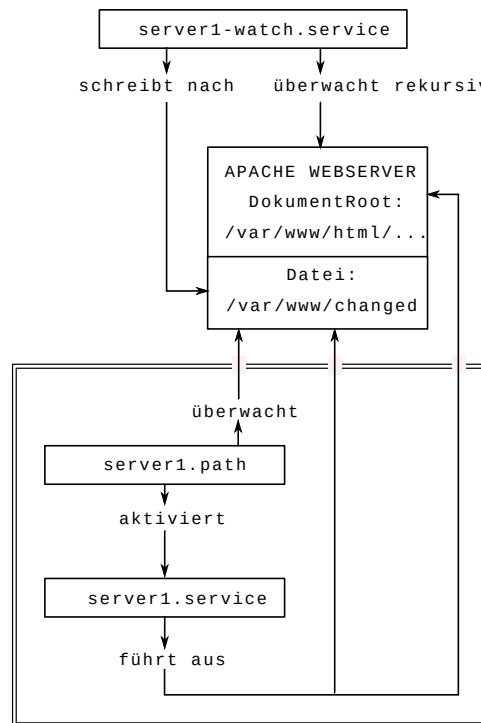 server1-watch.service
schreibt nach
überwacht rekursiv
APACHE WEBSERVER
DokumentRoot:
/var/www/html/...
Datei:
/var/www/changed
überwacht
server1.path
aktiviert
server1.service
führt aus